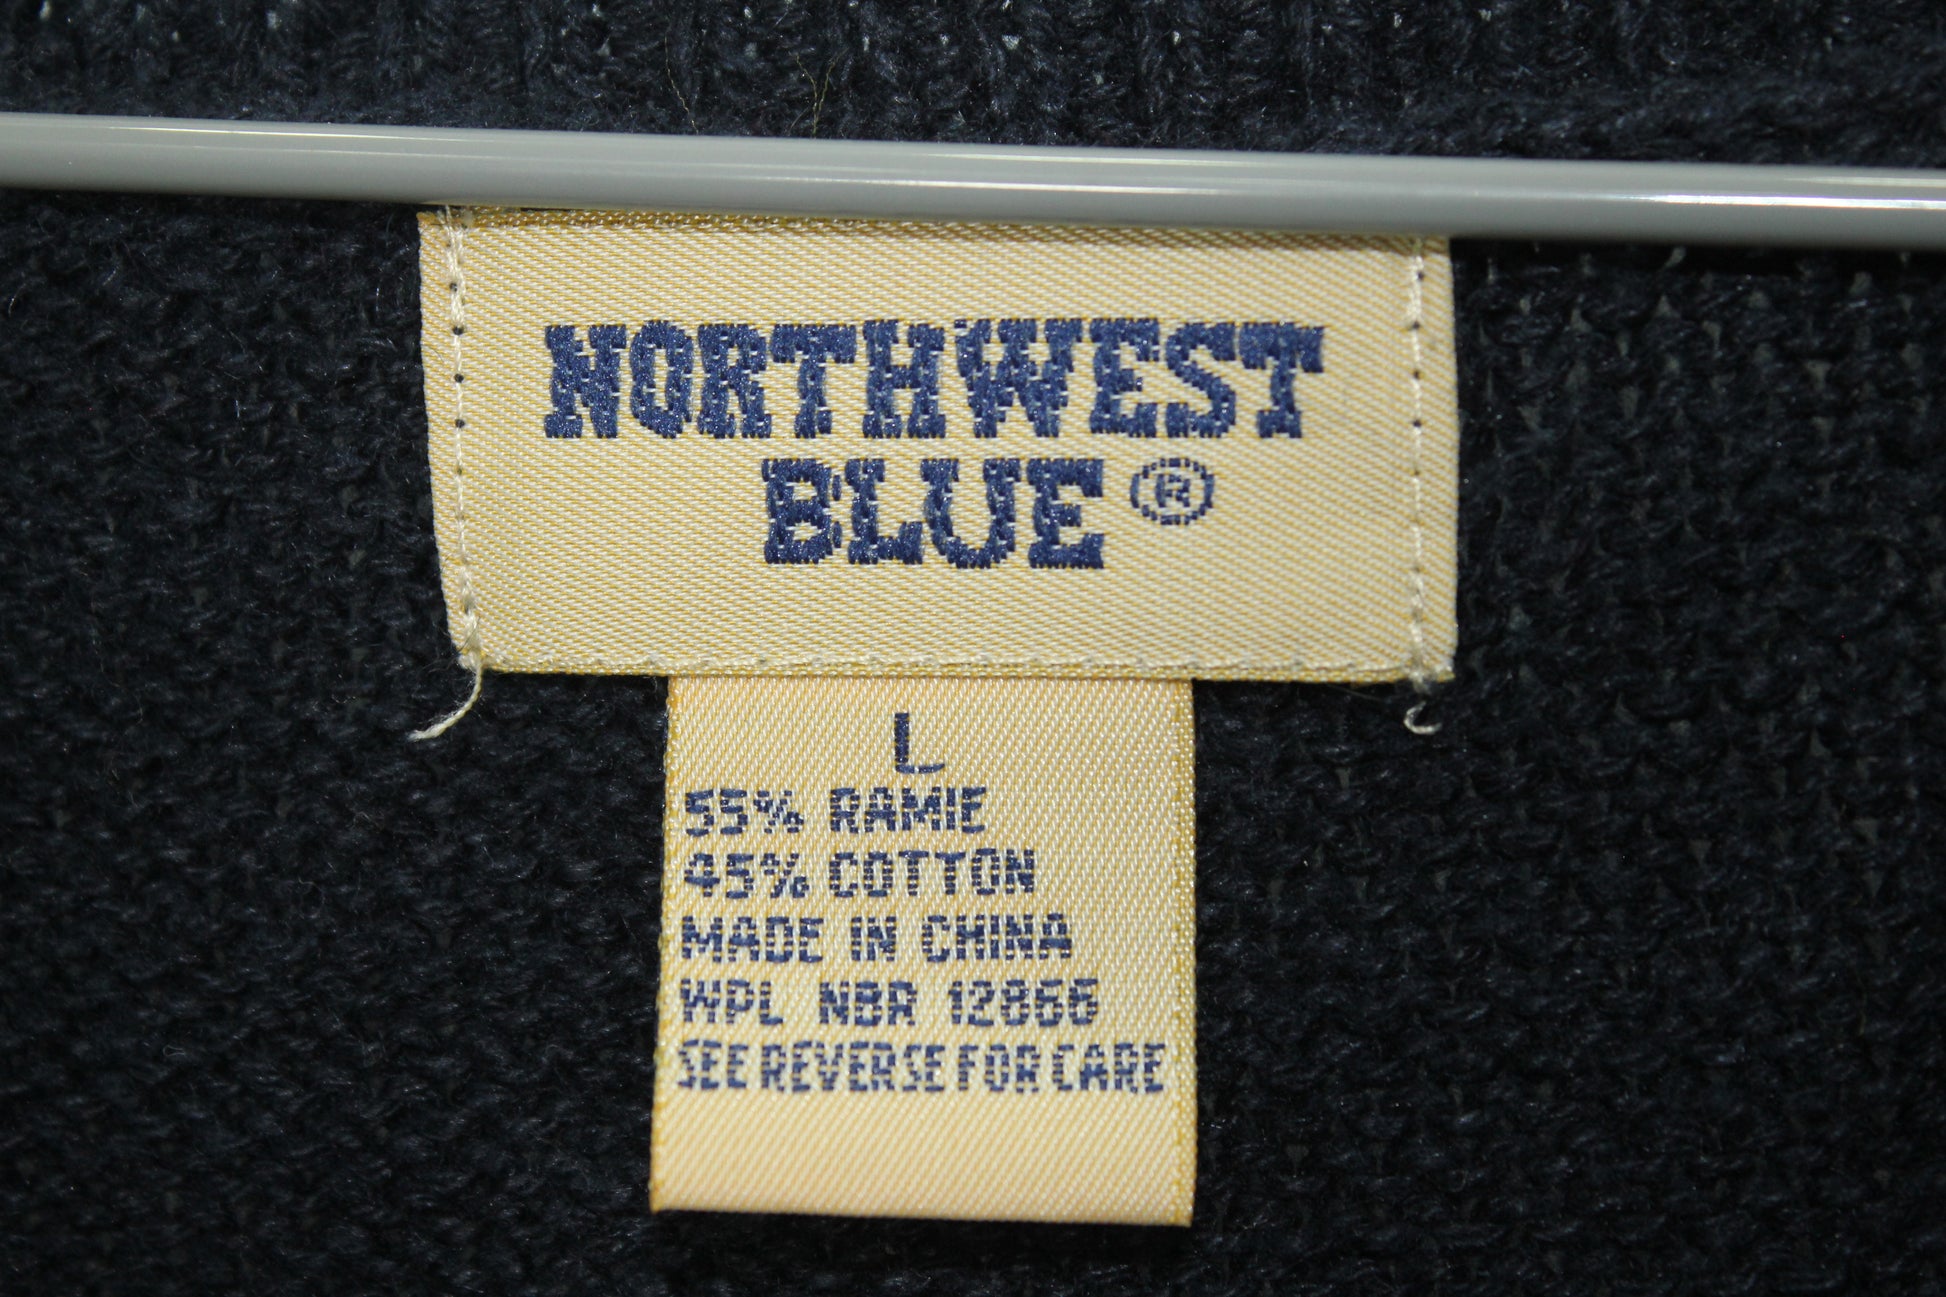 NORTHWEST
BLUE®
L
55% RAMIE
45% COTTON
MADE IN CHINA
WPL NBR 12866
SEE REVERSE FOR CARE